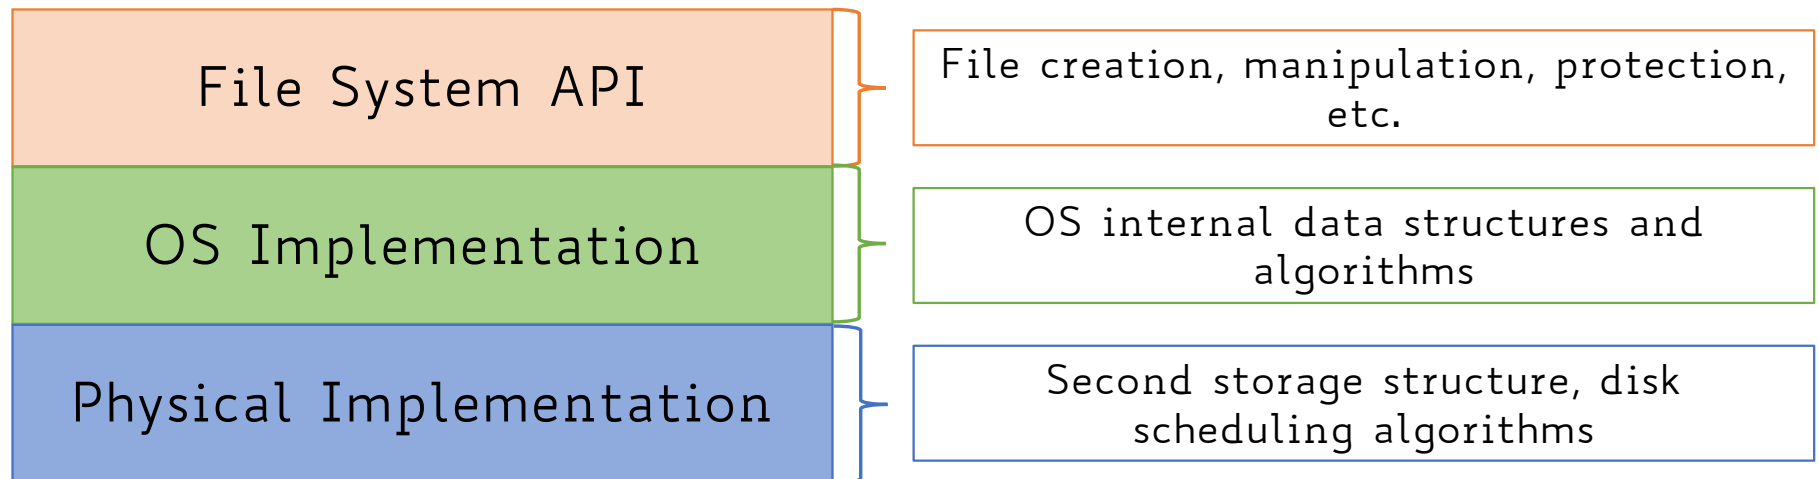 File System API
File creation, manipulation, protection,
etc.
OS Implementation
OS internal data structures and
algorithms
Physical Implementation
Second storage structure, disk
scheduling algorithms